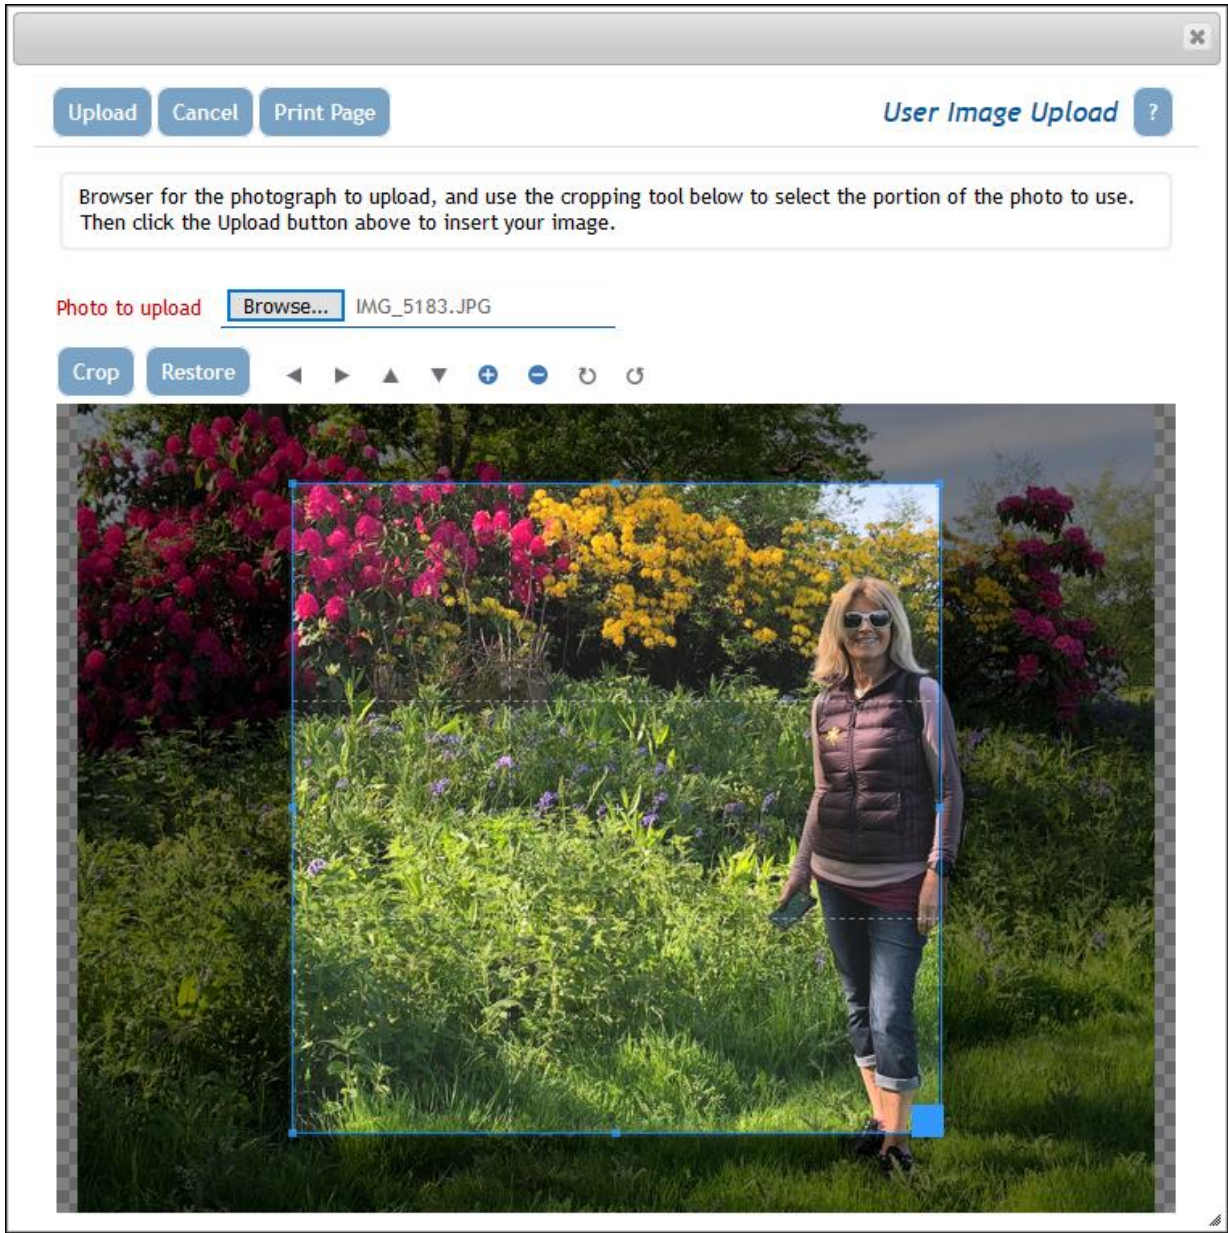 Upload Cancel Print Page User Image Upload ?
Browser for the photograph to upload, and use the cropping tool below to select the portion of the photo to use.
Then click the Upload button above to insert your image.
Photo to upload Browse... IMG_5183.JPG
Crop Restore